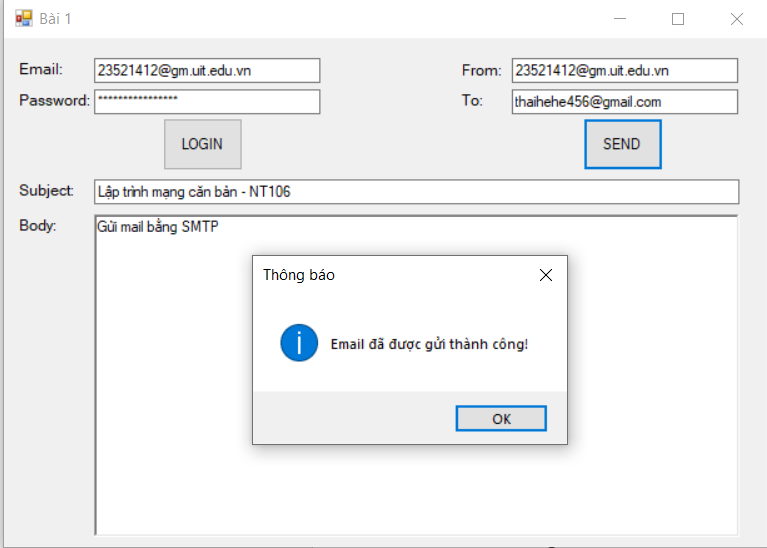 Bài 1
Email: 23521412@gm.uit.edu.vn
From: 23521412@gm.uit.edu.vn
Password: ****************
To: thaihehe456@gmail.com
LOGIN
SEND
Subject: Lập trình mạng căn bản - NT106
Body: Gửi mail bằng SMTP
Thông báo
Email đã được gửi thành công!
OK